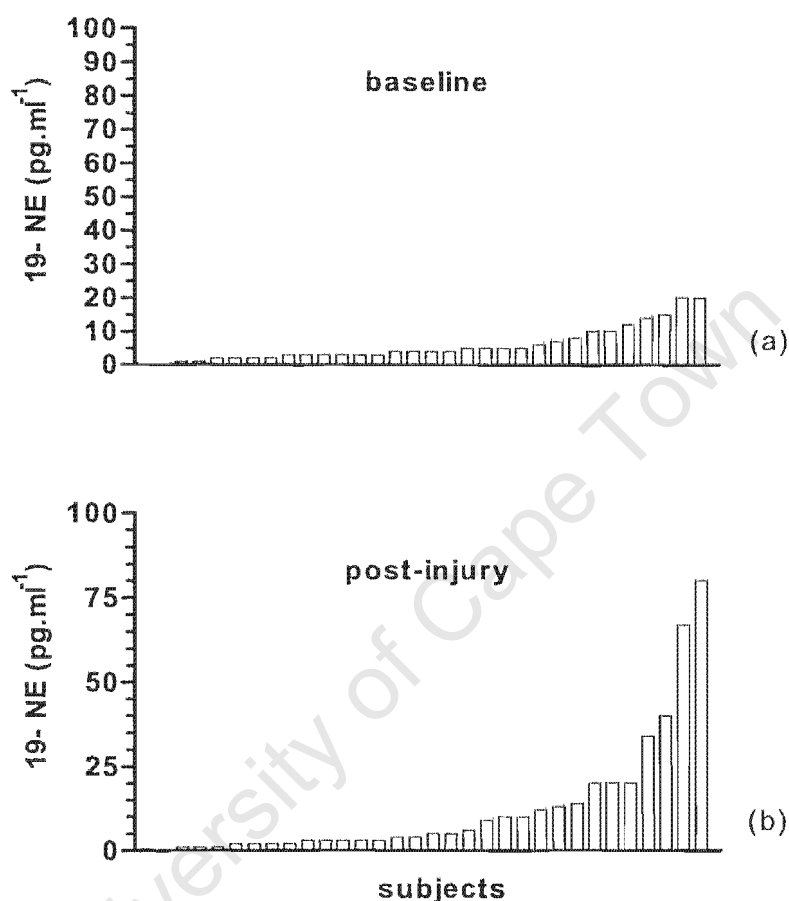 100
90
80
70
60
50
40
30
20
10
0
19- NE (pg.ml-1)
baseline
(a)
100
75
50
25
0
19- NE (pg.ml-1)
post-injury
(b)
subjects
versity of Cape Town